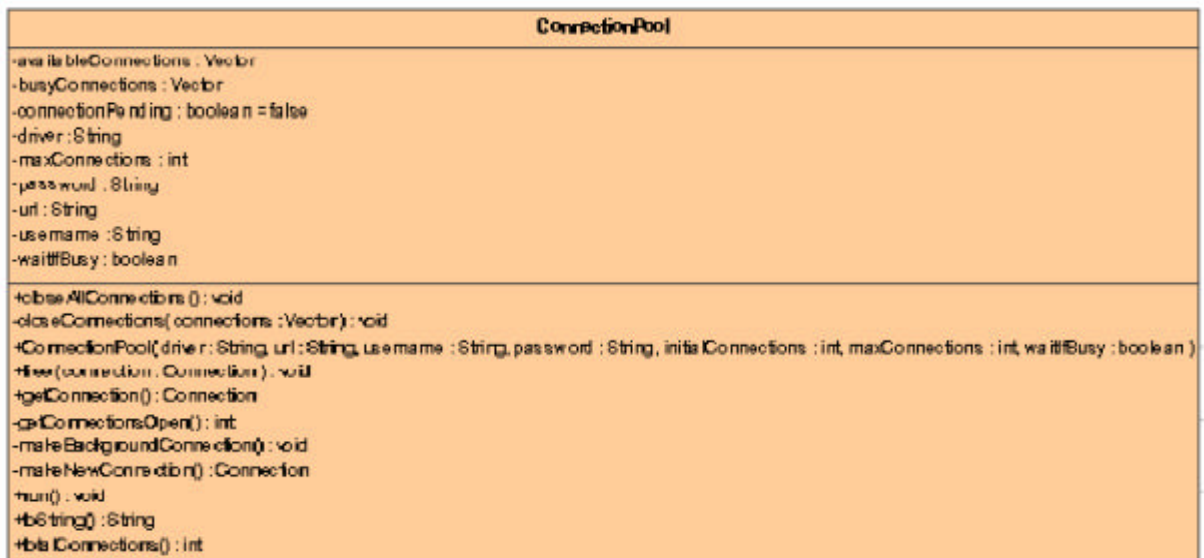 ConnectionPool
-availableConnections : Vector
-busyConnections : Vector
-connectionPending : boolean = false
-driver : String
-maxConnections : int
-password : String
-url : String
-username : String
-waitIfBusy : boolean
+closeAllConnections () : void
-closeConnections( connections : Vector) : void
+ConnectionPool( driver : String, url : String, username : String, password : String, initialConnections : int, maxConnections : int, waitIfBusy : boolean )
+free( connection : Connection ) : void
+getConnection() : Connection
-getConnectionsOpen() : int
-makeBackgroundConnection() : void
-makeNewConnection() : Connection
+run() : void
+toString() : String
+totalConnections() : int